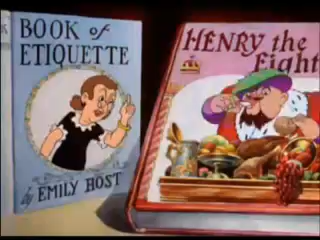 BOOK of
ETIQUETTE
by EMILY HOST
HENRY the
Eight